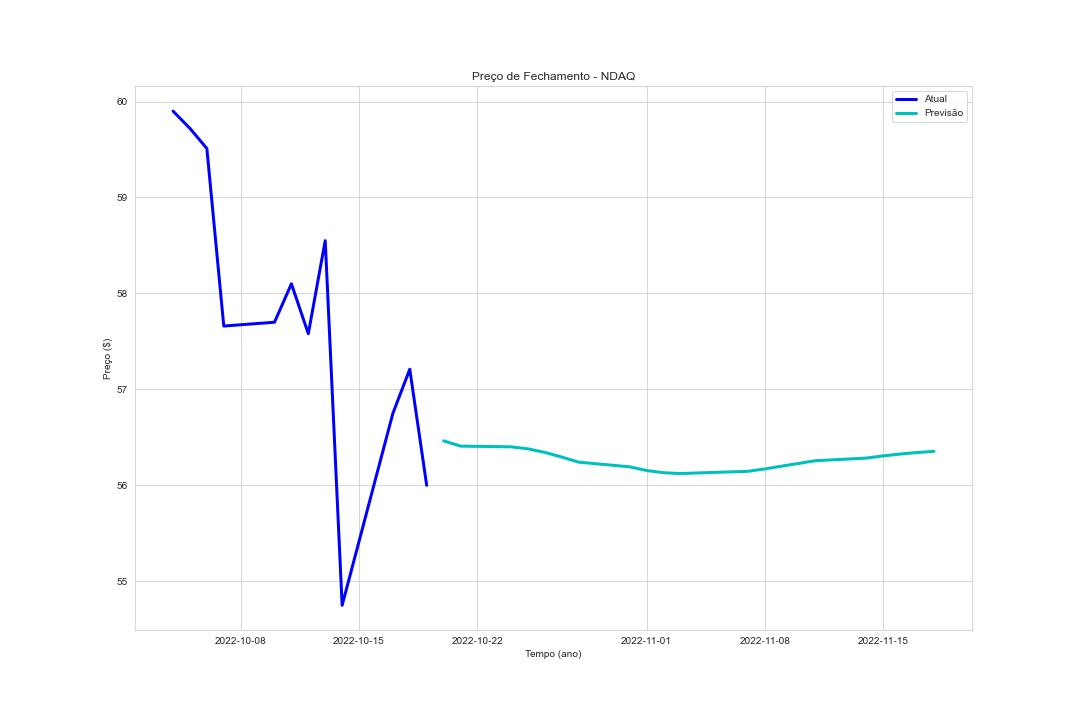 Preço de Fechamento - NDAQ
Atual
Previsão
60
59
58
57
56
55
Preço ($)
2022-10-08 2022-10-15 2022-10-22 2022-11-01 2022-11-08 2022-11-15
Tempo (ano)